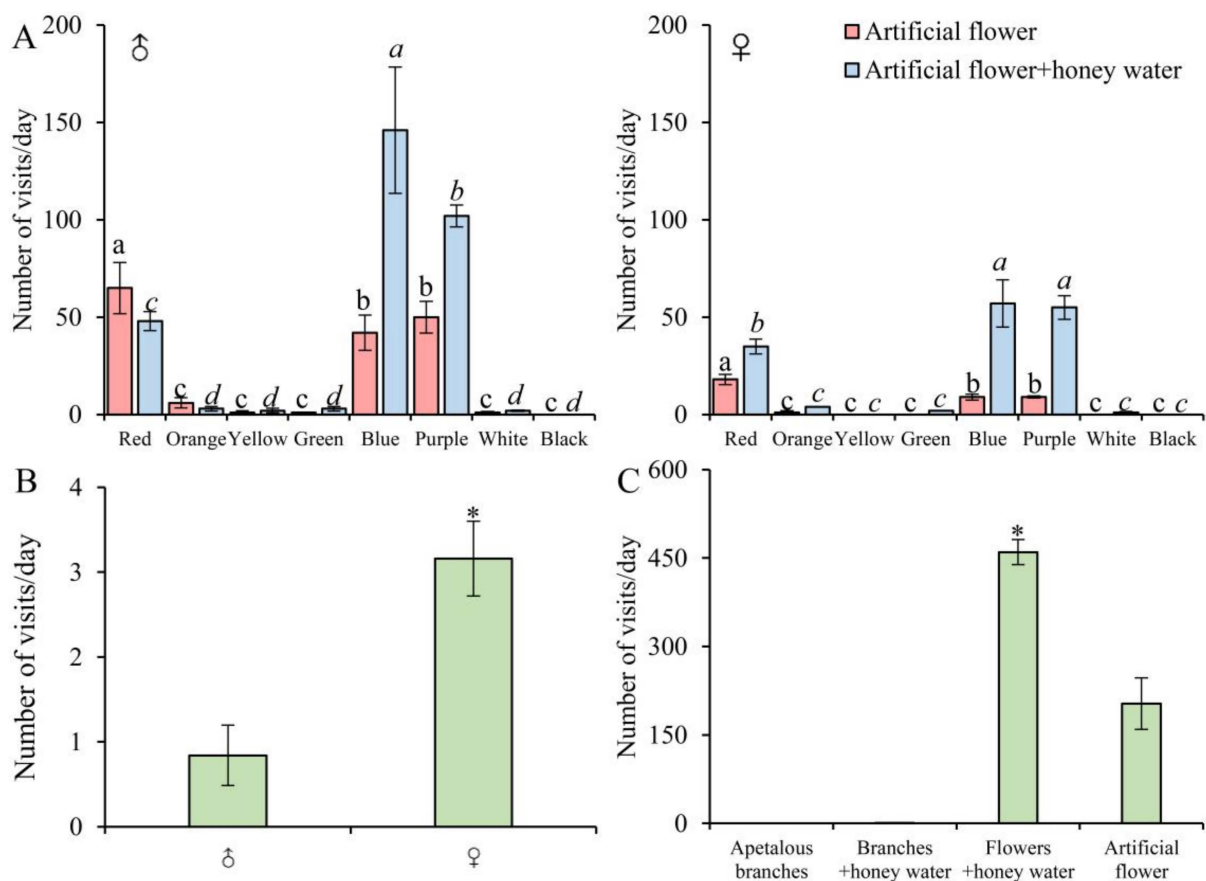 A
♂
♀
Artificial flower
Artificial flower+honey water
Number of visits/day
200
150
100
50
0
a
c
c
d
c
d
c
d
b
a
b
b
c
d
c
d
Red
Orange
Yellow
Green
Blue
Purple
White
Black
Number of visits/day
200
150
100
50
0
a
b
c
c
c
c
c
c
b
a
b
a
c
c
c
c
Red
Orange
Yellow
Green
Blue
Purple
White
Black
B
Number of visits/day
4
3
2
1
0
*
♂
♀
C
Number of visits/day
600
450
300
150
0
*
Apetalous
branches
Branches
+honey water
Flowers
+honey water
Artificial
flower